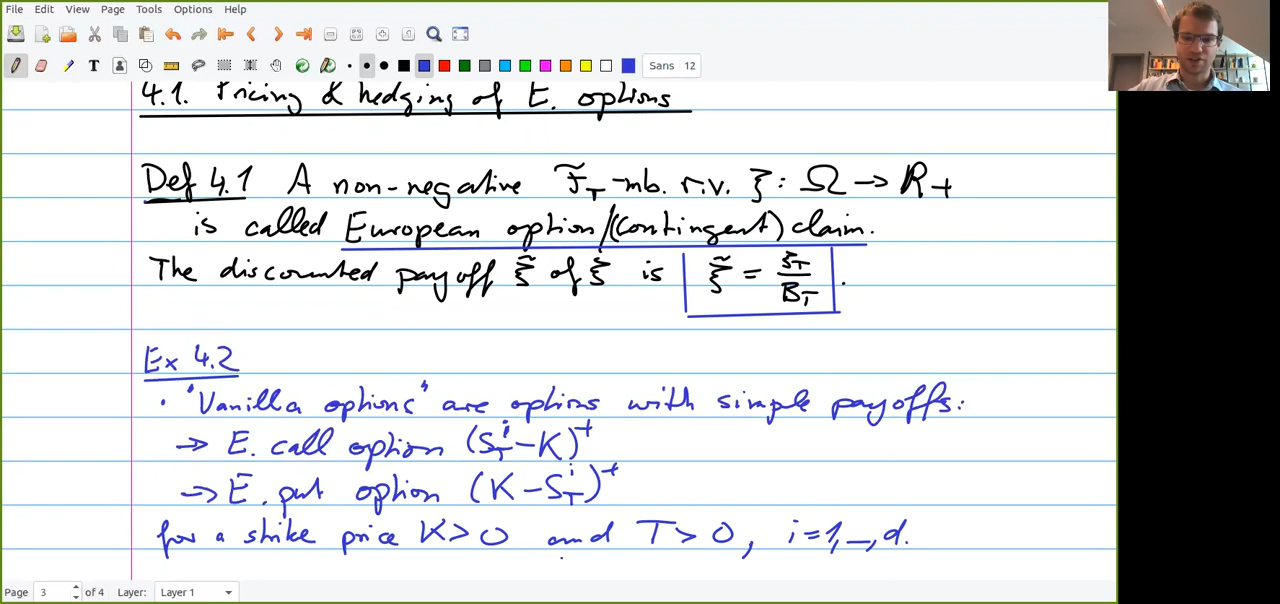 File Edit View Page Tools Options Help
Sans 12
4.1. Pricing & hedging of E. options
Def 4.1 A non-negative F̃_T-mb. r.v. ξ: Ω → ℝ+
is called European option/(contingent) claim.
The discounted payoff ξ̃ of ξ is ξ̃ = ξ_T/B_T.
Ex 4.2
· "Vanilla options" are options with simple payoffs:
→ E. call option (S_T^i − K)^+
→ E. put option (K − S_T^i)^+
for a strike price K > 0 and T > 0, i = 1, …, d.
Page 3 of 4 Layer: Layer 1